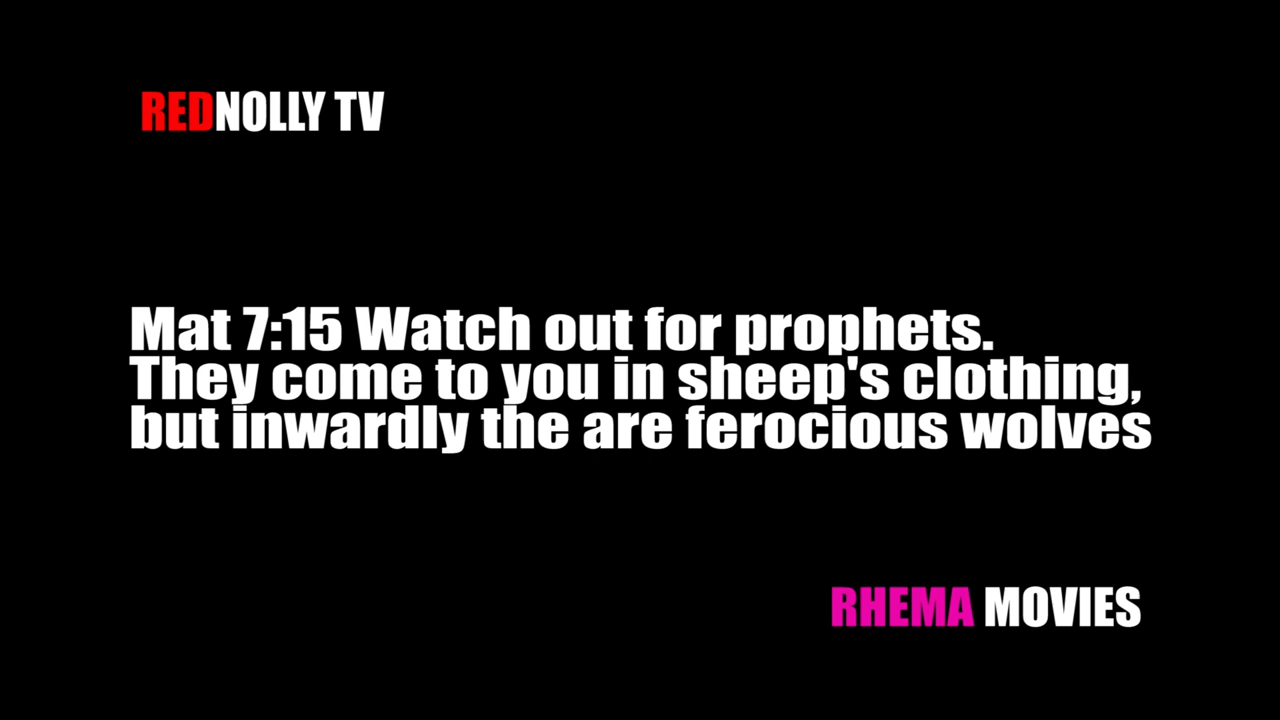 REDNOLLY TV
Mat 7:15 Watch out for prophets.
They come to you in sheep's clothing,
but inwardly the are ferocious wolves
RHEMA MOVIES